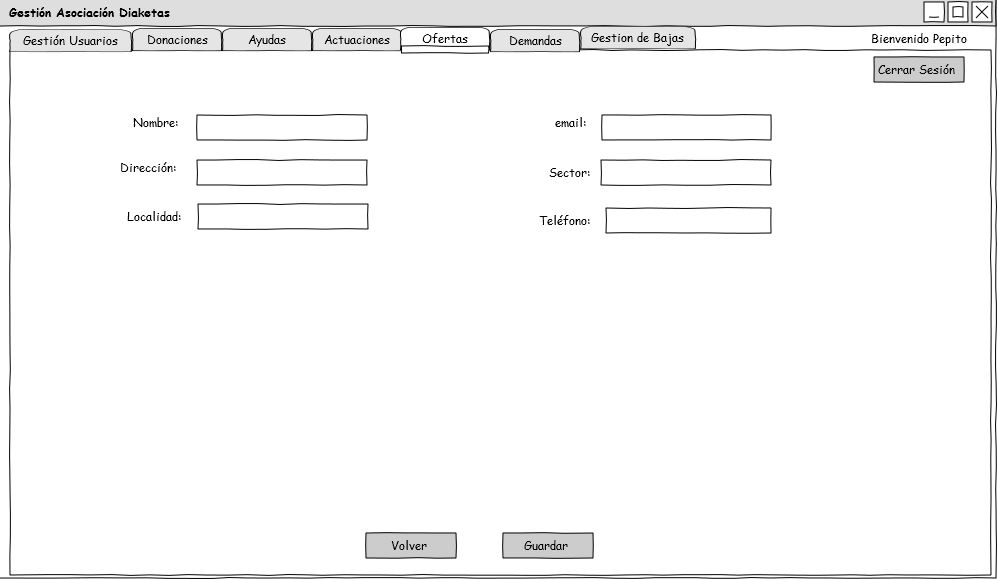 Gestión Asociación Diaketas
Gestión Usuarios
Donaciones
Ayudas
Actuaciones
Ofertas
Demandas
Gestion de Bajas
Bienvenido Pepito
Cerrar Sesión
Nombre:
email:
Dirección:
Sector:
Localidad:
Teléfono:
Volver
Guardar